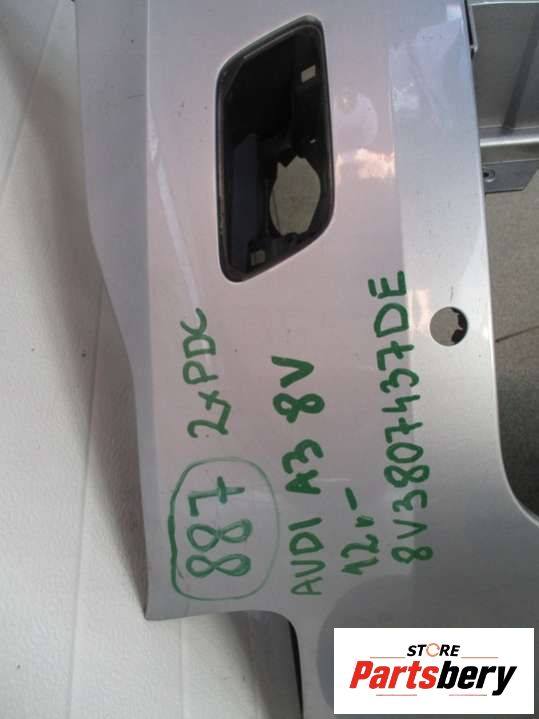 887 2xPDC
AUDI A3 8V
12,-
8V3807437DE
STORE
Partsbery